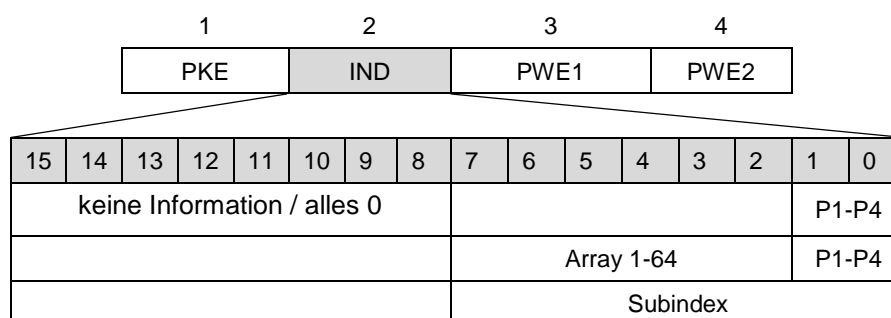 1 2 3 4
PKE IND PWE1 PWE2
15 14 13 12 11 10 9 8 7 6 5 4 3 2 1 0
keine Information / alles 0 P1-P4
Array 1-64 P1-P4
Subindex